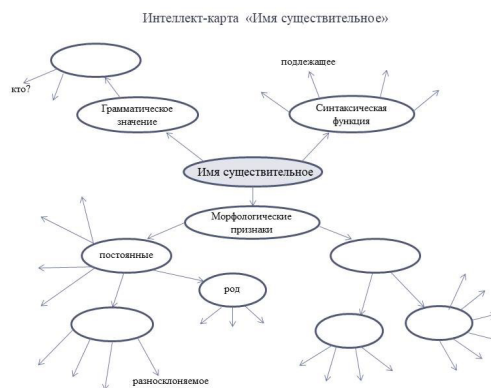 Интеллект-карта «Имя существительное»
подлежащее
кто?
Грамматическое
значение
Синтаксическая
функция
Имя существительное
Морфологические
признаки
постоянные
род
разносклоняемое